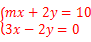 mx + 2y = 10
3x − 2y = 0